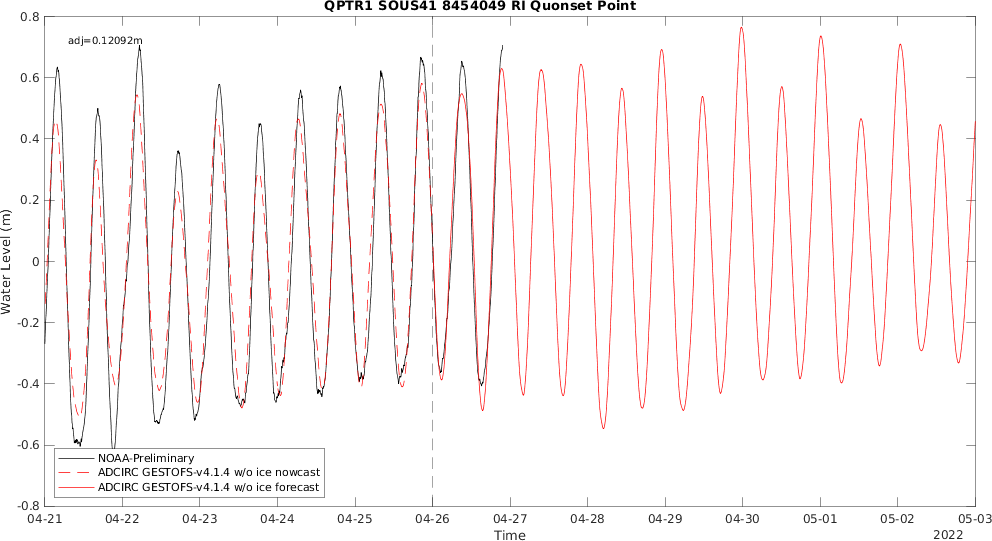 QPTR1 SOUS41 8454049 RI Quonset Point
adj=0.12092m
0.8
0.6
0.4
0.2
0
-0.2
-0.4
-0.6
-0.8
Water Level (m)
NOAA-Preliminary
ADCIRC GESTOFS-v4.1.4 w/o ice nowcast
ADCIRC GESTOFS-v4.1.4 w/o ice forecast
04-21 04-22 04-23 04-24 04-25 04-26 04-27 04-28 04-29 04-30 05-01 05-02 05-03
Time
2022